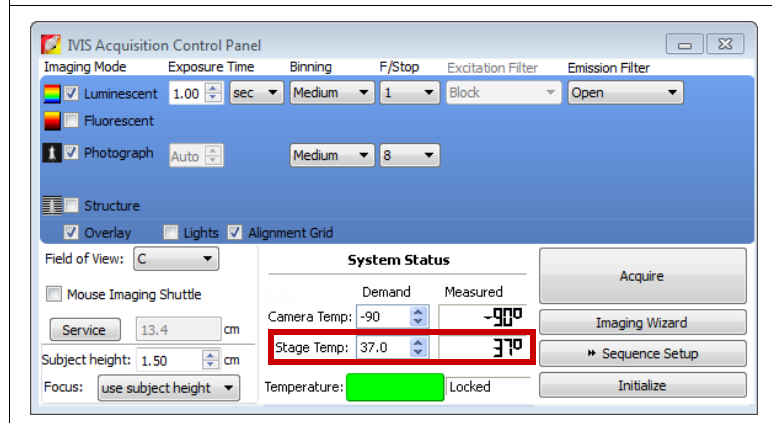 IVIS Acquisition Control Panel
Imaging Mode Exposure Time Binning F/Stop Excitation Filter Emission Filter
Luminescent 1.00 sec Medium 1 Block Open
Fluorescent
Photograph Auto Medium 8
Structure
Overlay Lights Alignment Grid
Field of View: C
Mouse Imaging Shuttle
Service 13.4 cm
Subject height: 1.50 cm
Focus: use subject height
System Status
Demand Measured
Camera Temp: -90 -90º
Stage Temp: 37.0 37º
Temperature: Locked
Acquire
Imaging Wizard
Sequence Setup
Initialize